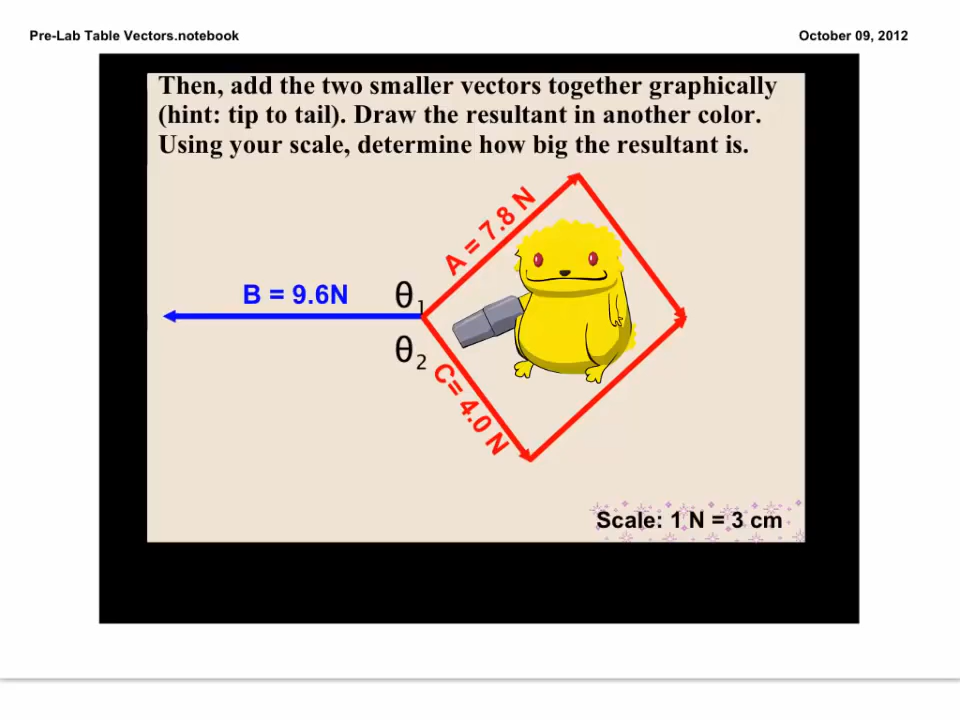 Pre-Lab Table Vectors.notebook
October 09, 2012
Then, add the two smaller vectors together graphically
(hint: tip to tail). Draw the resultant in another color.
Using your scale, determine how big the resultant is.
A = 7.8 N
B = 9.6N
θ1
θ2
C= 4.0 N
Scale: 1 N = 3 cm